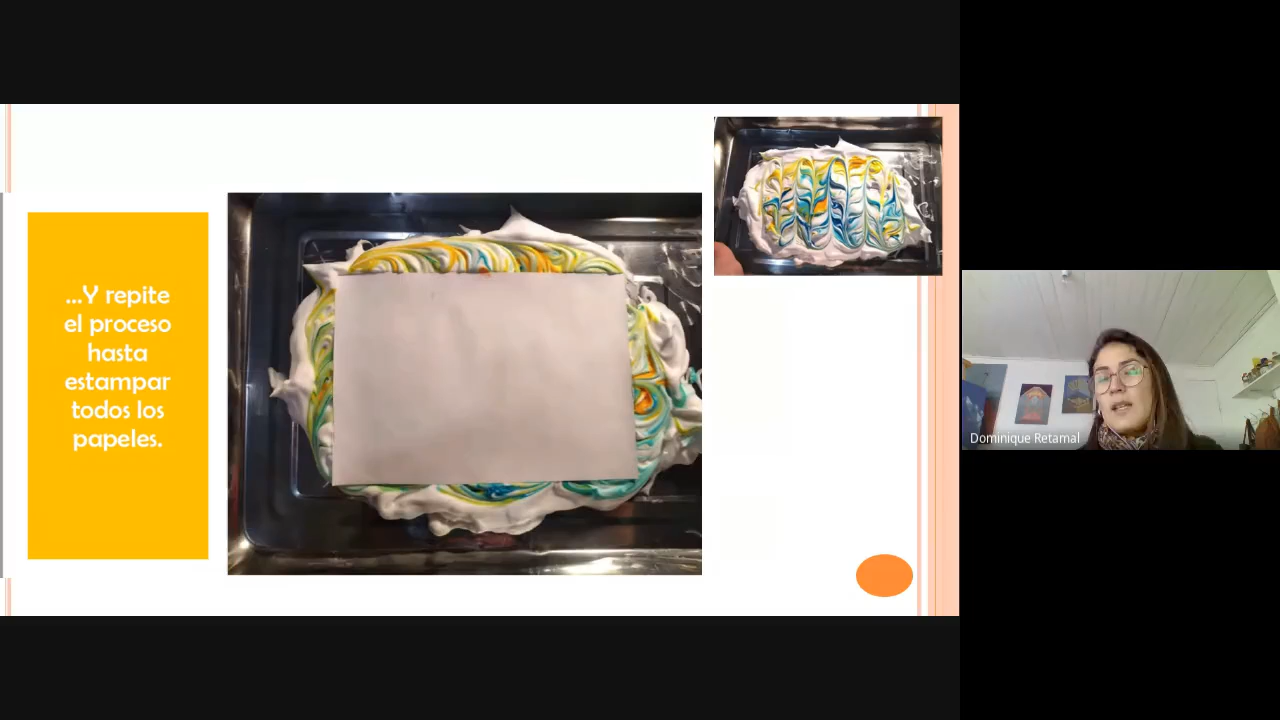 ...Y repite
el proceso
hasta
estampar
todos los
papeles.
Dominique Retamal